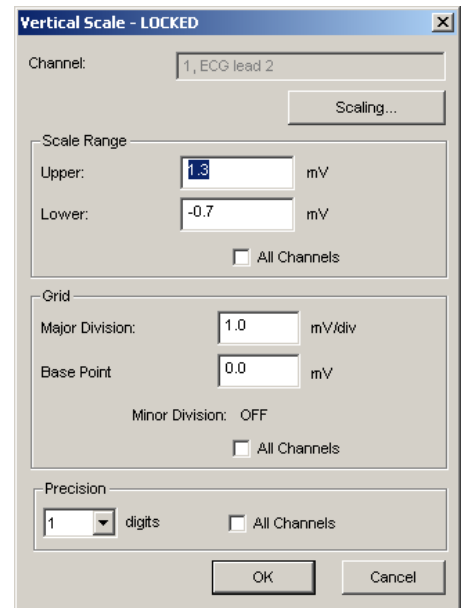 Vertical Scale - LOCKED
Channel: 1, ECG lead 2
Scaling...
Scale Range
Upper: 1.3 mV
Lower: -0.7 mV
All Channels
Grid
Major Division: 1.0 mV/div
Base Point 0.0 mV
Minor Division: OFF
All Channels
Precision
1 digits All Channels
OK Cancel